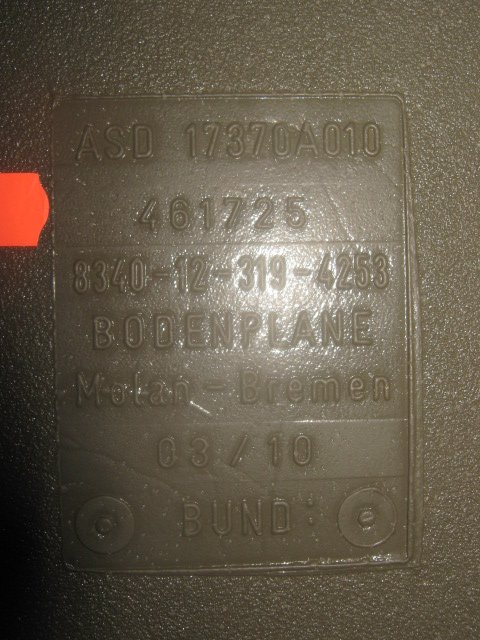 ASD 17370A010
461725
8340-12-319-4253
BODENPLANE
Molan-Bremen
03/10
BUND: